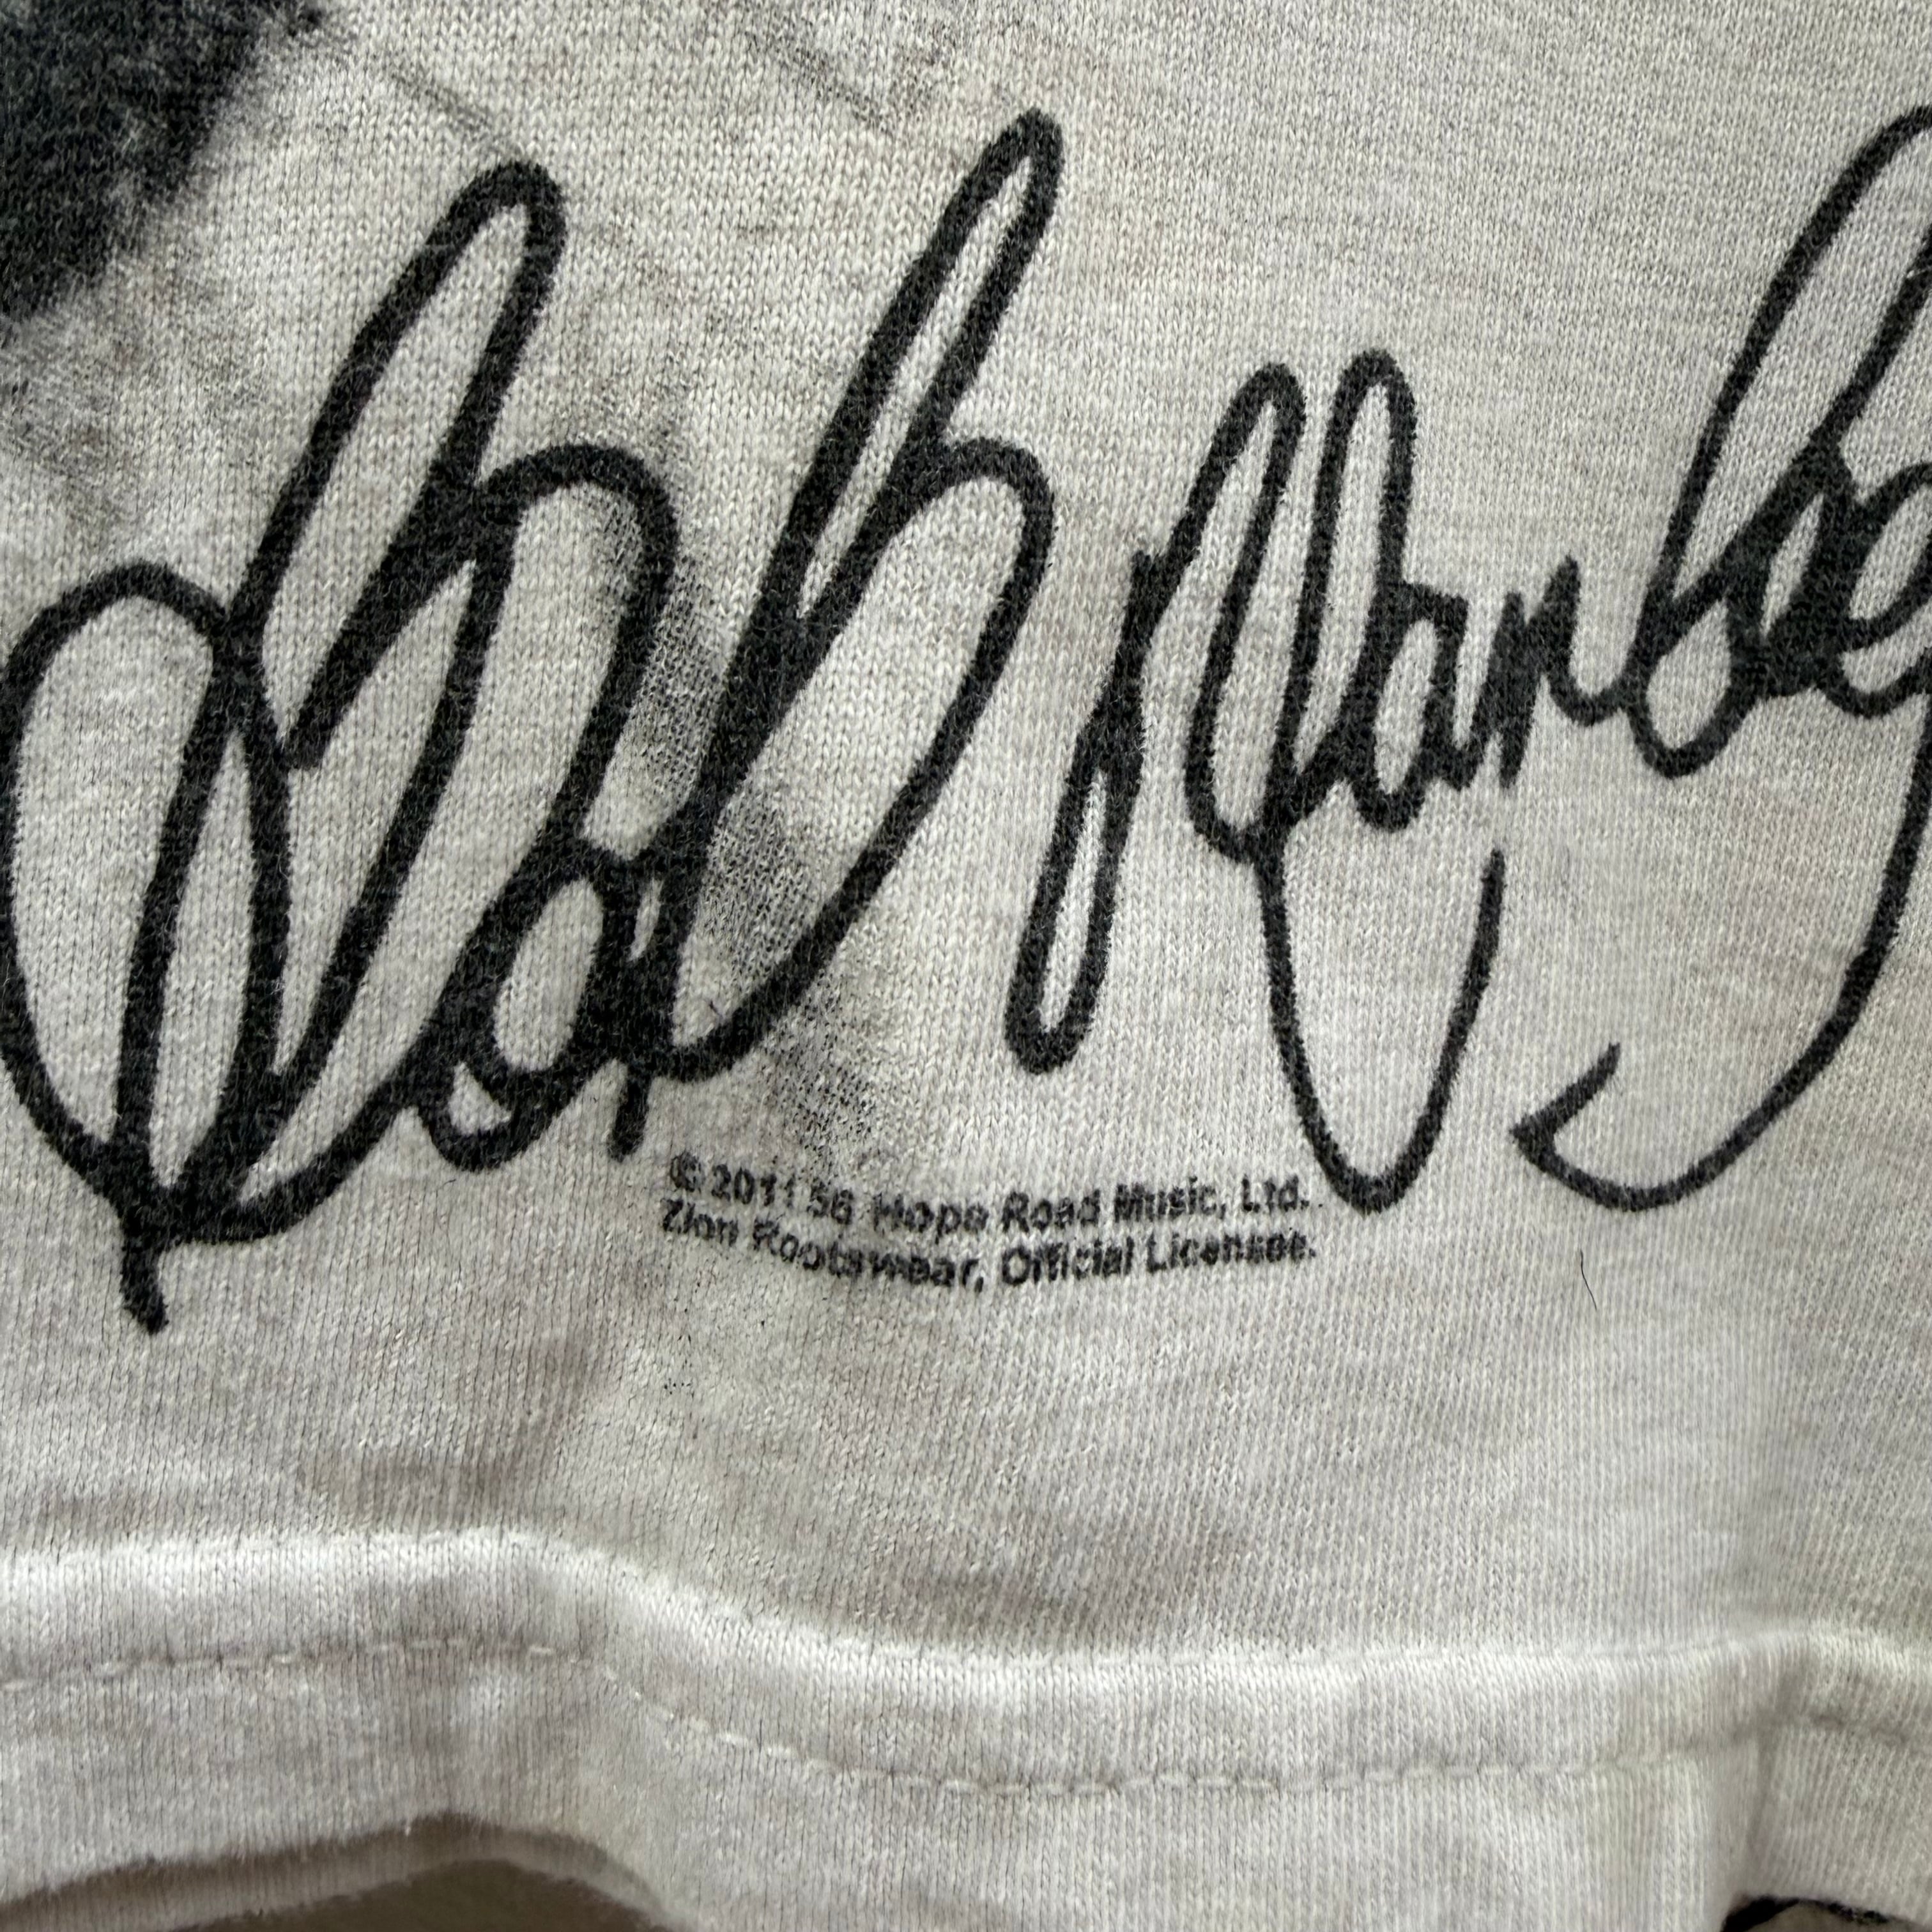 Bob Marley
© 2011 56 Hope Road Music, Ltd.
Zion Rootswear, Official Licensee.